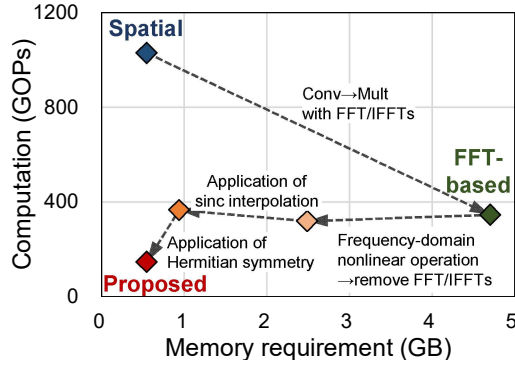 1200
800
400
0
Computation (GOPs)
Spatial
Conv→Mult
with FFT/IFFTs
FFT-
based
Application of
sinc interpolation
Application of
Hermitian symmetry
Frequency-domain
nonlinear operation
→remove FFT/IFFTs
Proposed
0 1 2 3 4 5
Memory requirement (GB)